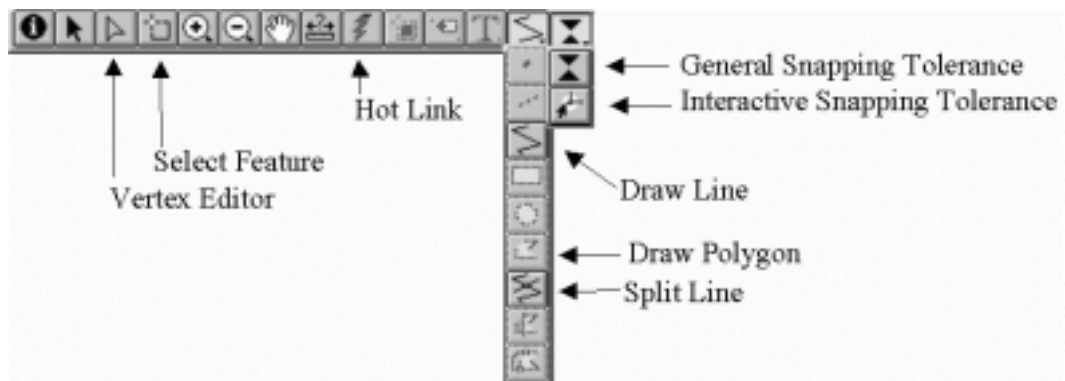 General Snapping Tolerance
Interactive Snapping Tolerance
Hot Link
Select Feature
Vertex Editor
Draw Line
Draw Polygon
Split Line
T
?